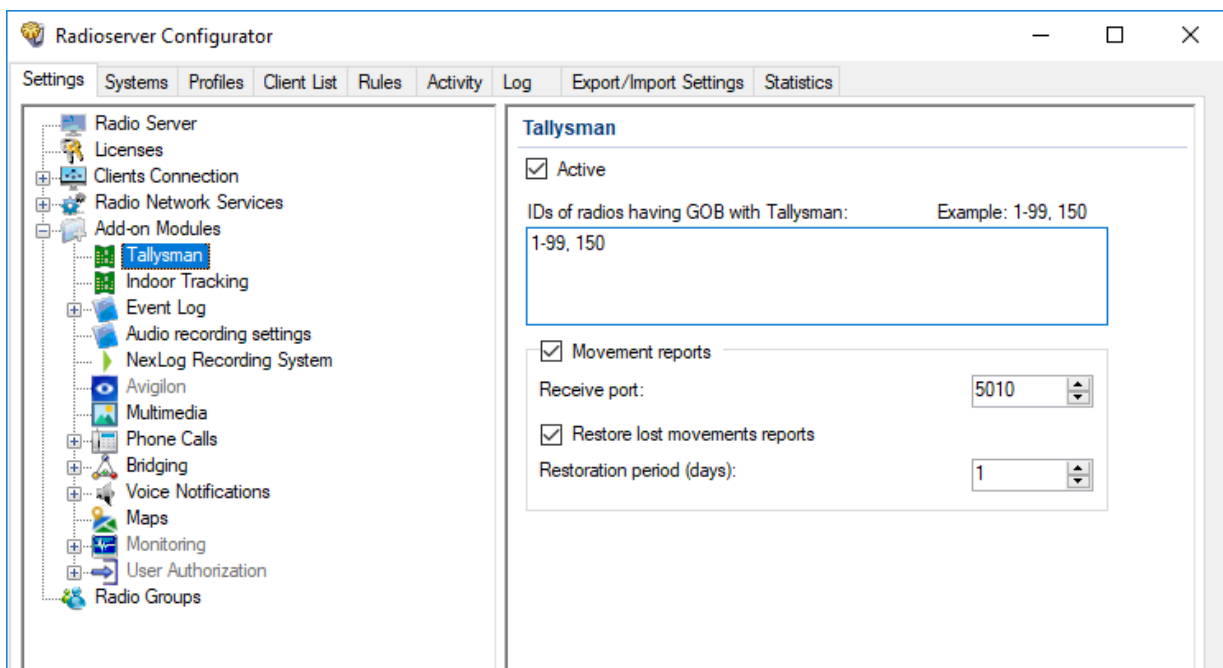 Radioserver Configurator
Settings Systems Profiles Client List Rules Activity Log Export/Import Settings Statistics
Radio Server
Licenses
Clients Connection
Radio Network Services
Add-on Modules
Tallysman
Indoor Tracking
Event Log
Audio recording settings
NexLog Recording System
Avigilon
Multimedia
Phone Calls
Bridging
Voice Notifications
Maps
Monitoring
User Authorization
Radio Groups
Tallysman
Active
IDs of radios having GOB with Tallysman: Example: 1-99, 150
1-99, 150
Movement reports
Receive port: 5010
Restore lost movements reports
Restoration period (days): 1